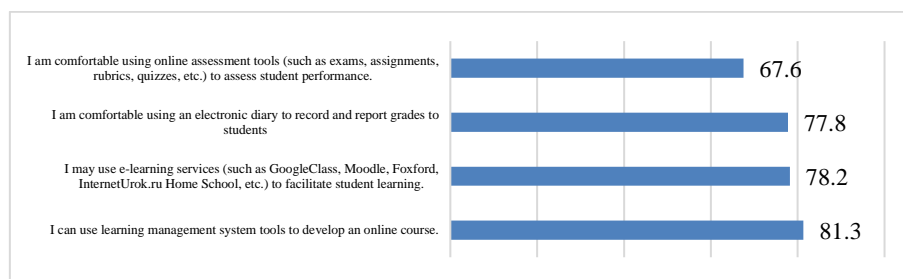 I am comfortable using online assessment tools (such as exams, assignments,
rubrics, quizzes, etc.) to assess student performance.
67.6
I am comfortable using an electronic diary to record and report grades to
students
77.8
I may use e-learning services (such as GoogleClass, Moodle, Foxford,
InternetUrok.ru Home School, etc.) to facilitate student learning.
78.2
I can use learning management system tools to develop an online course.
81.3